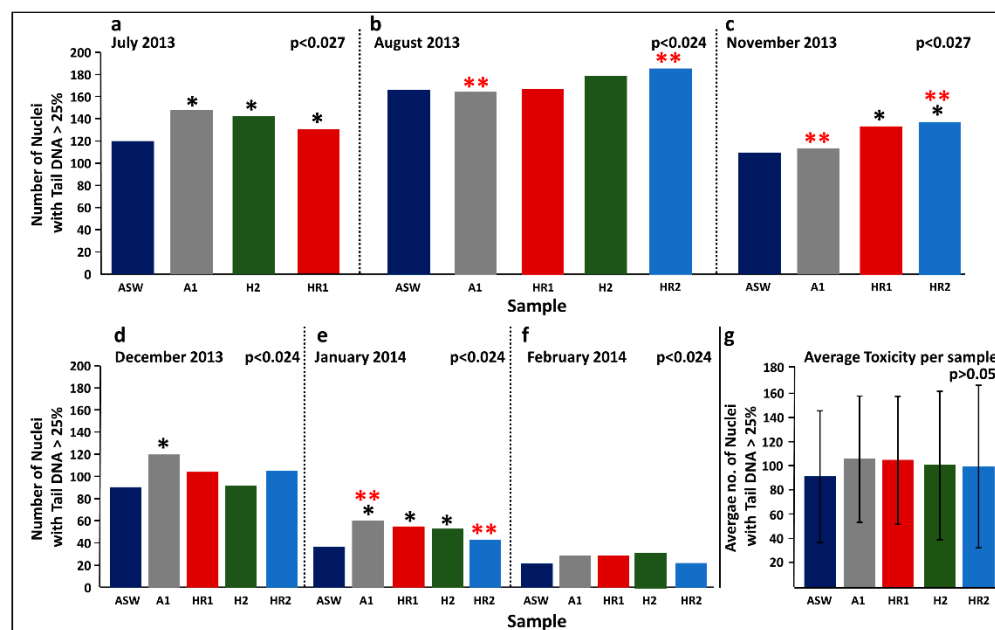 a
July 2013 p<0.027
Number of Nuclei
with Tail DNA > 25%
200
180
160
140
120
100
80
60
40
20
0
* * *
ASW A1 H2 HR1
b
August 2013 p<0.024
** **
ASW A1 HR1 H2 HR2
c
November 2013 p<0.027
** * ** *
ASW A1 HR1 HR2
Sample
d
December 2013 p<0.024
Number of Nuclei
with Tail DNA > 25%
200
180
160
140
120
100
80
60
40
20
0
*
ASW A1 HR1 H2 HR2
e
January 2014 p<0.024
** * * * **
ASW A1 HR1 H2 HR2
f
February 2014 p<0.024
ASW A1 HR1 H2 HR2
Sample
g
Average Toxicity per sample
p>0.05
Avergae no. of Nuclei
with Tail DNA > 25%
180
160
140
120
100
80
60
40
20
ASW A1 HR1 H2 HR2